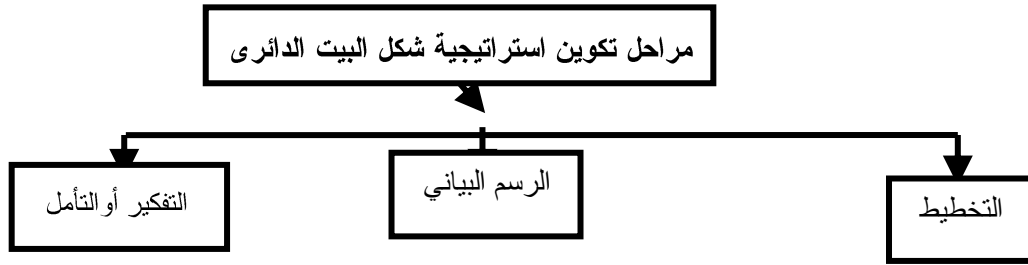 مراحل تكوين استراتيجية شكل البيت الدائرى
التخطيط
الرسم البياني
التفكير أوالتأمل